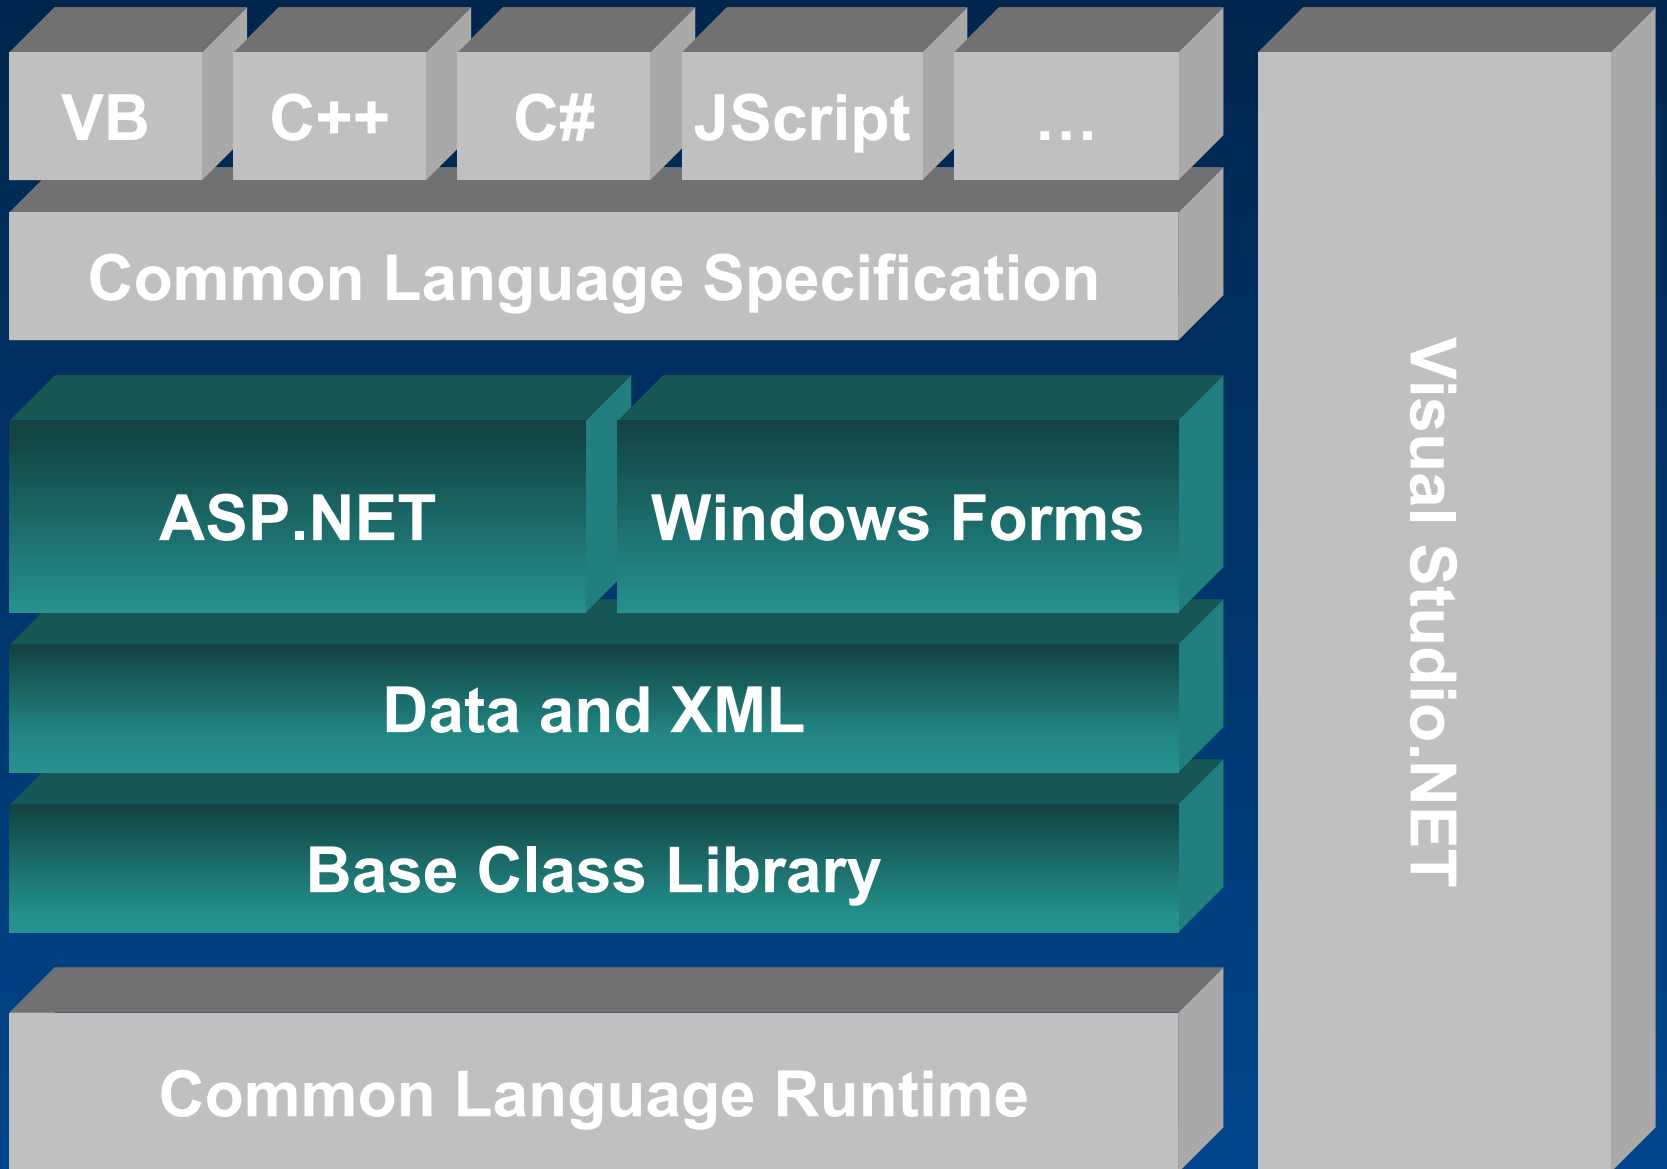 VB
C++
C#
JScript
...
Common Language Specification
ASP.NET
Windows Forms
Data and XML
Base Class Library
Common Language Runtime
Visual Studio.NET